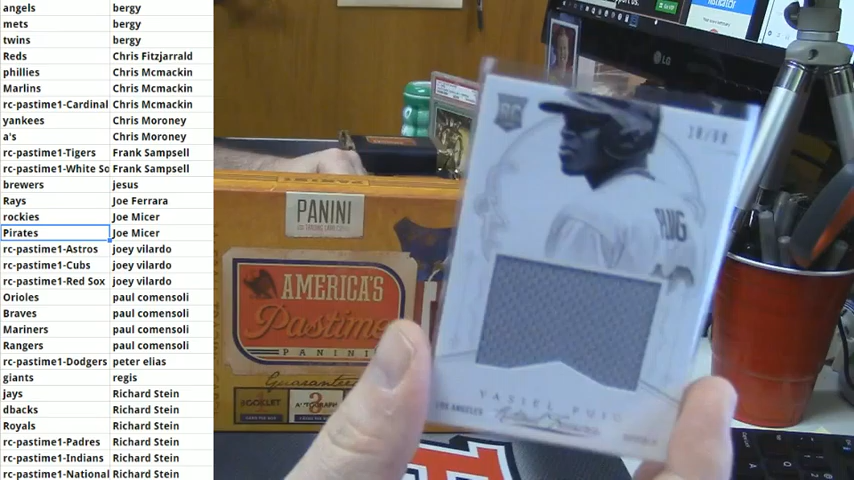 angels bergy
mets bergy
twins bergy
Reds Chris Fitzjarrald
phillies Chris Mcmackin
Marlins Chris Mcmackin
rc-pastime1-Cardinal Chris Mcmackin
yankees Chris Moroney
a's Chris Moroney
rc-pastime1-Tigers Frank Sampsell
rc-pastime1-White So Frank Sampsell
brewers jesus
Rays Joe Ferrara
rockies Joe Micer
Pirates Joe Micer
rc-pastime1-Astros joey vilardo
rc-pastime1-Cubs joey vilardo
rc-pastime1-Red Sox joey vilardo
Orioles paul comensoli
Braves paul comensoli
Mariners paul comensoli
Rangers paul comensoli
rc-pastime1-Dodgers peter elias
giants regis
jays Richard Stein
dbacks Richard Stein
Royals Richard Stein
rc-pastime1-Padres Richard Stein
rc-pastime1-Indians Richard Stein
rc-pastime1-National Richard Stein
LG
RC
PUIG
YASIEL PUIG
LOS ANGELES
PANINI
AMERICA'S
Pastime
PANINI
Guarantee
BOOKLET
AUTOGRAPH
3